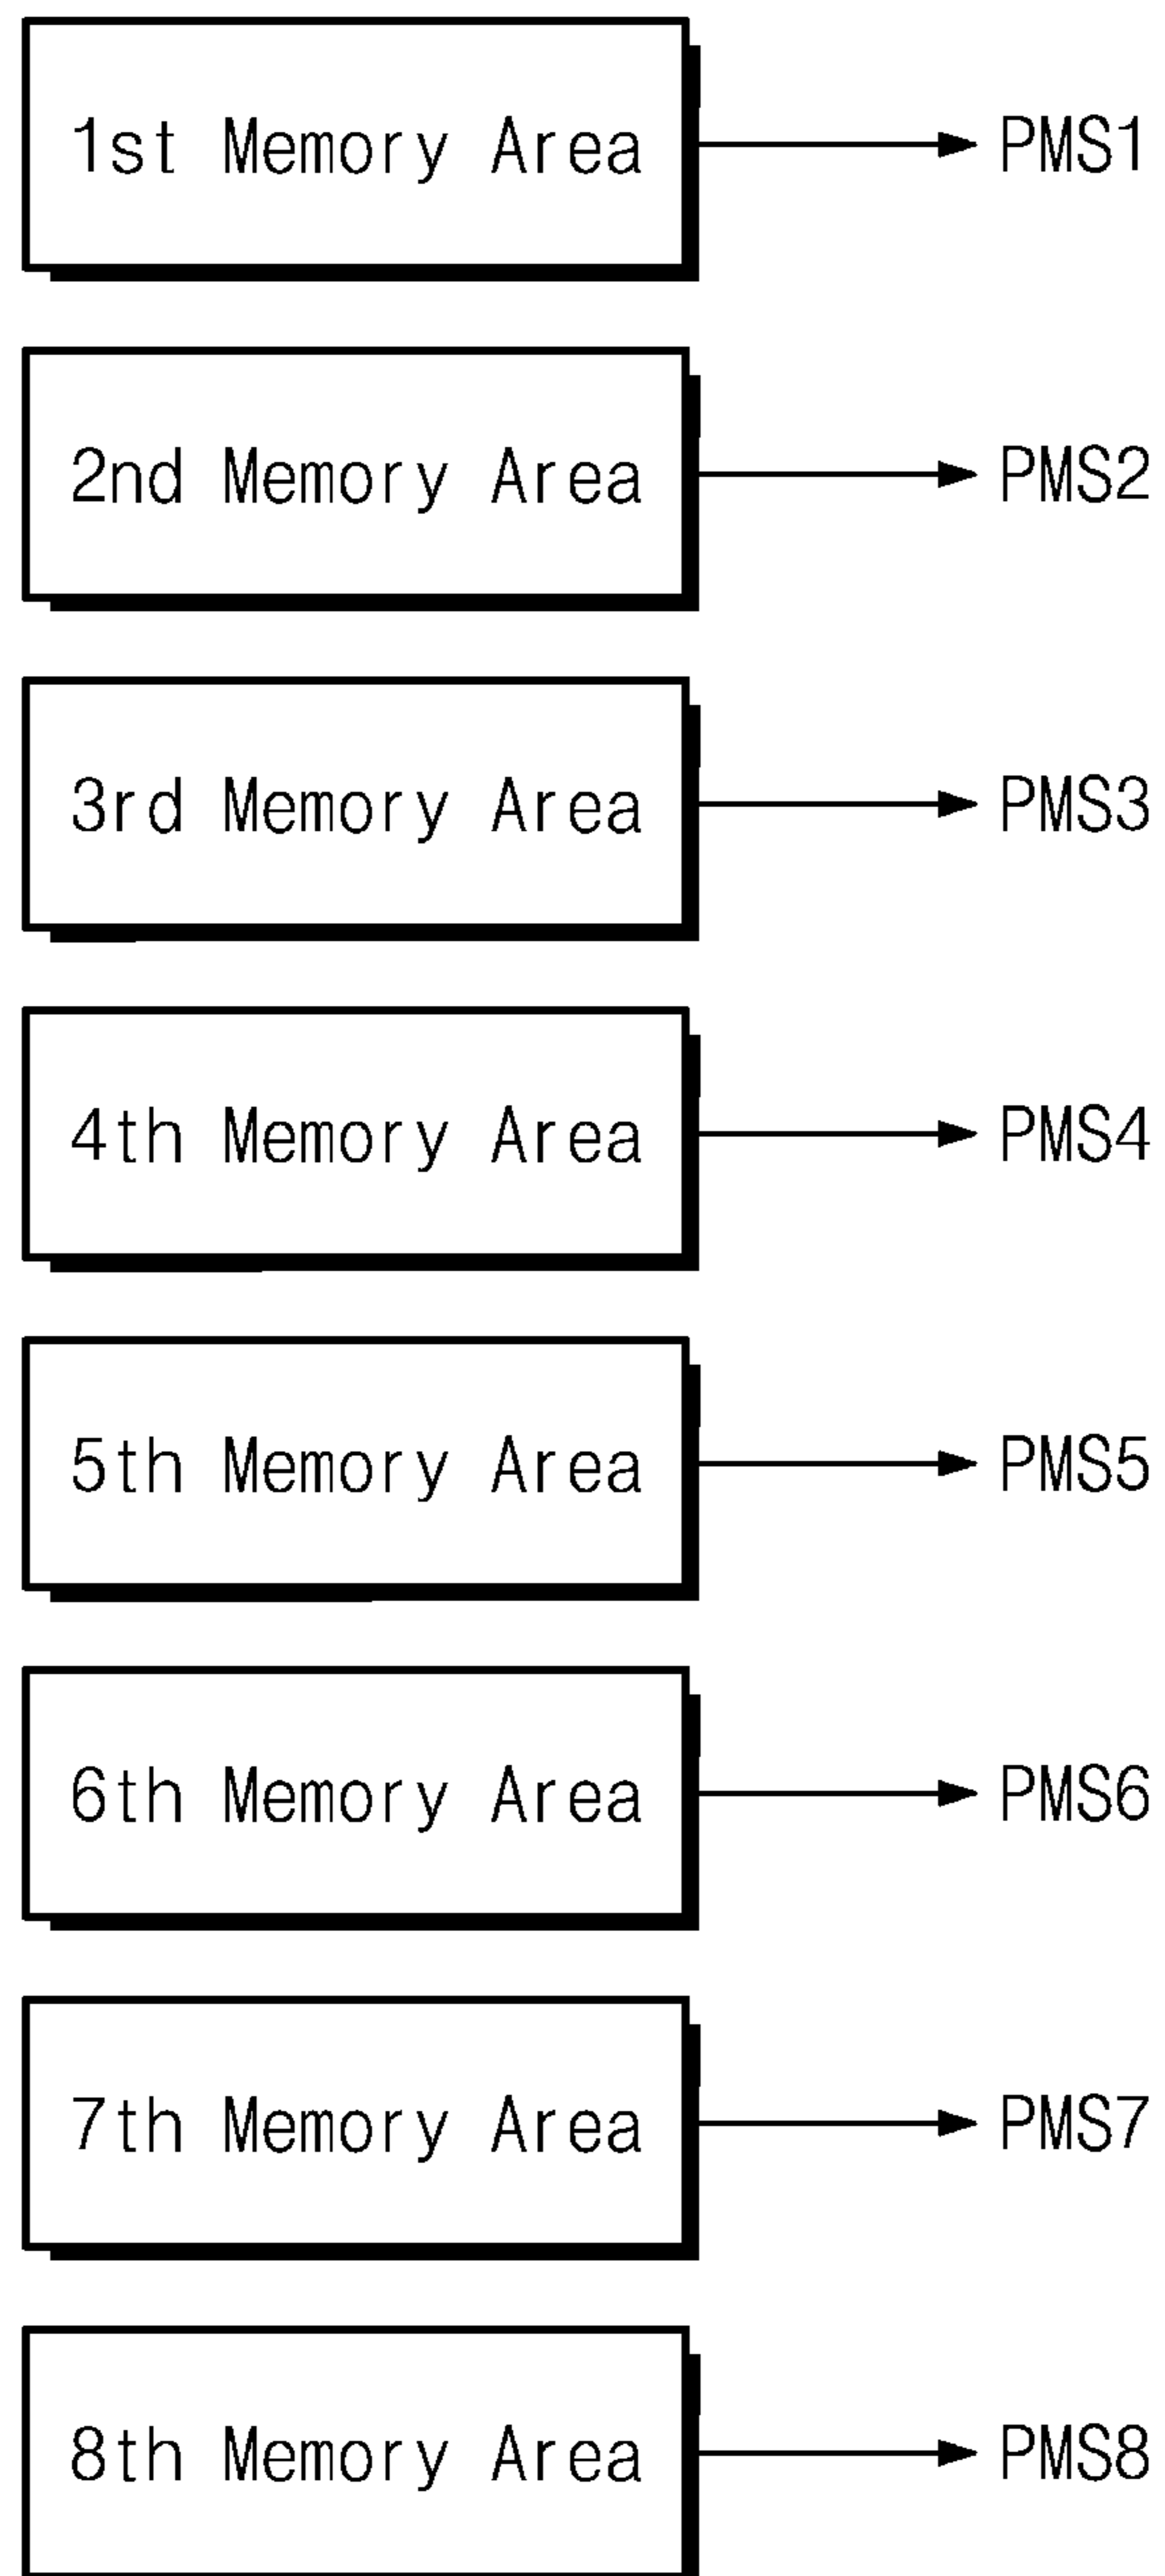 1st Memory Area PMS1
2nd Memory Area PMS2
3rd Memory Area PMS3
4th Memory Area PMS4
5th Memory Area PMS5
6th Memory Area PMS6
7th Memory Area PMS7
8th Memory Area PMS8